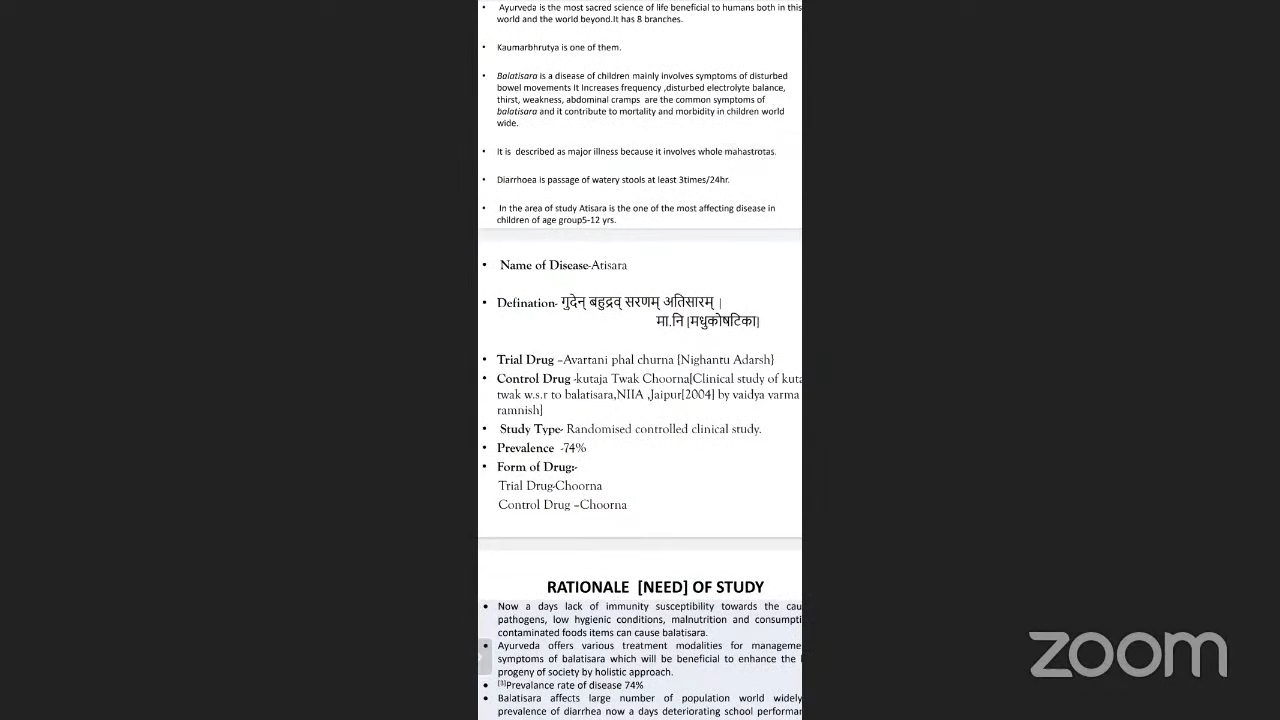 • Ayurveda is the most sacred science of life beneficial to humans both in this
world and the world beyond.It has 8 branches.
• Kaumarbhrutya is one of them.
• Balatisara is a disease of children mainly involves symptoms of disturbed
bowel movements It Increases frequency ,disturbed electrolyte balance,
thirst, weakness, abdominal cramps are the common symptoms of
balatisara and it contribute to mortality and morbidity in children world
wide.
• It is described as major illness because it involves whole mahastrotas.
• Diarrhoea is passage of watery stools at least 3times/24hr.
• In the area of study Atisara is the one of the most affecting disease in
children of age group5-12 yrs.
• Name of Disease-Atisara
• Defination- गुदेन् बहुद्रव् सरणम् अतिसारम् |
मा.नि [मधुकोषटिका]
• Trial Drug –Avartani phal churna {Nighantu Adarsh}
• Control Drug -kutaja Twak Choorna[Clinical study of kuta
twak w.s.r to balatisara,NIIA ,Jaipur[2004] by vaidya varma
ramnish]
• Study Type- Randomised controlled clinical study.
• Prevalence -74%
• Form of Drug:-
Trial Drug-Choorna
Control Drug –Choorna
RATIONALE [NEED] OF STUDY
• Now a days lack of immunity susceptibility towards the cau
pathogens, low hygienic conditions, malnutrition and consumpti
contaminated foods items can cause balatisara.
• Ayurveda offers various treatment modalities for manageme
symptoms of balatisara which will be beneficial to enhance the
progeny of society by holistic approach.
• [3]Prevalance rate of disease 74%
• Balatisara affects large number of population world widely
prevalence of diarrhea now a days deteriorating school performan
zoom